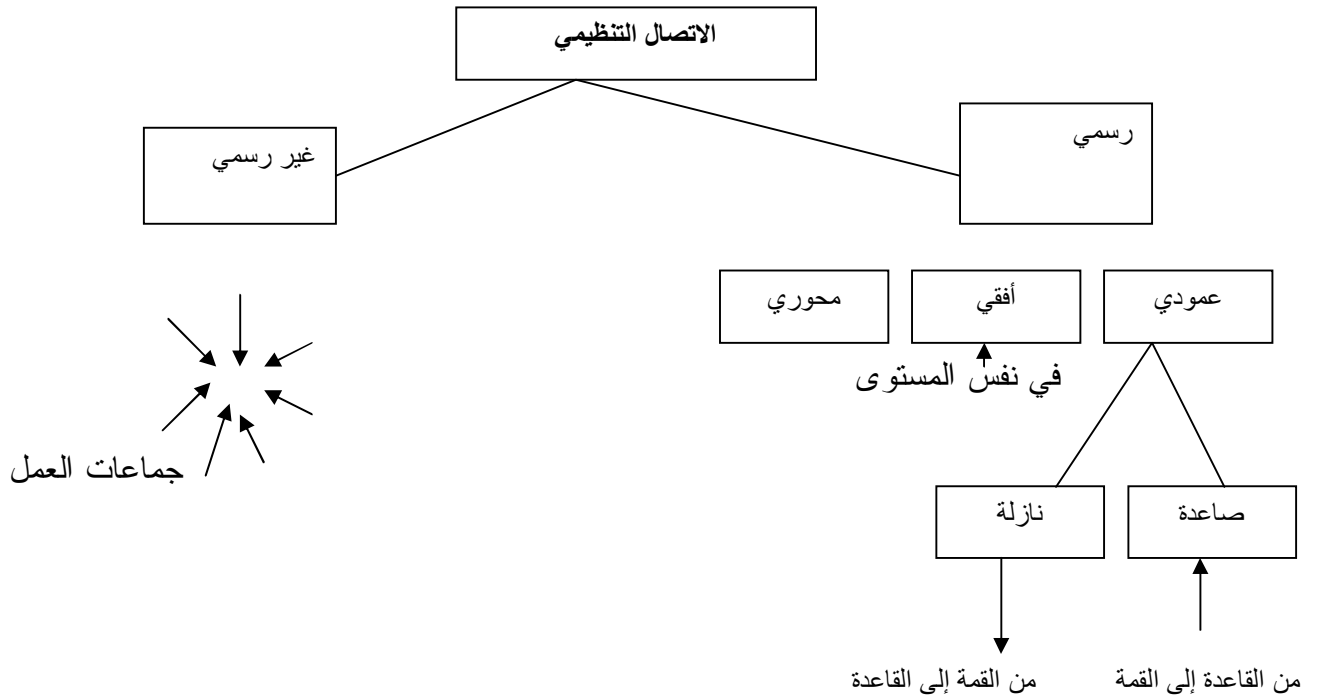 الاتصال التنظيمي
رسمي
غير رسمي
عمودي
أفقي
محوري
في نفس المستوى
جماعات العمل
صاعدة
نازلة
من القاعدة إلى القمة
من القمة إلى القاعدة